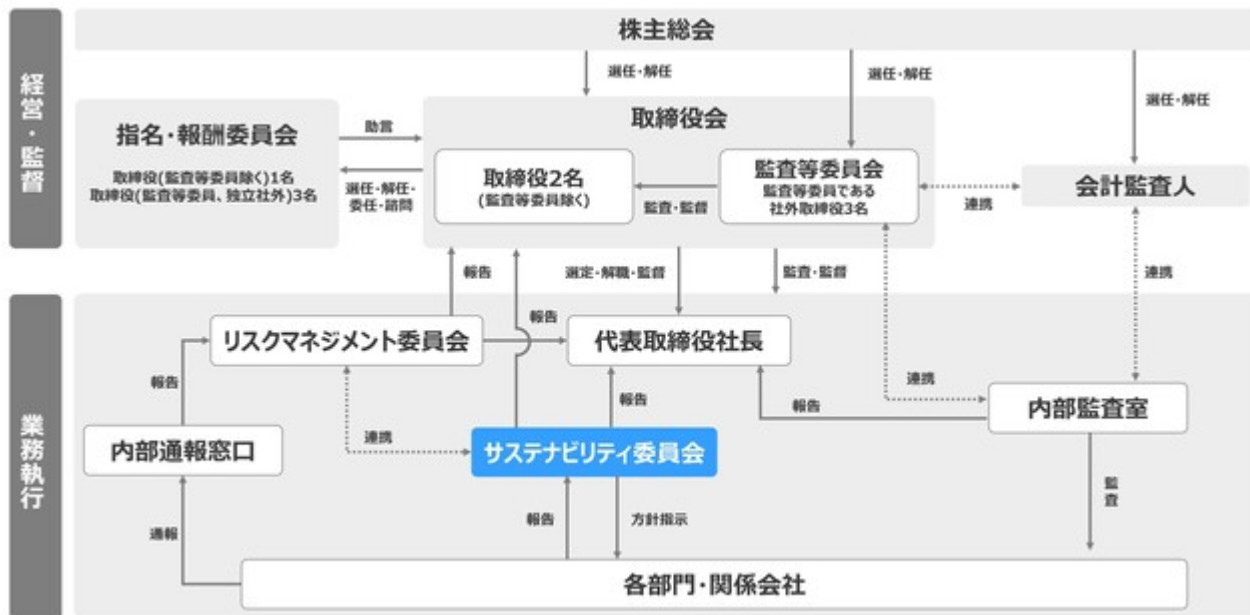 経営・監督
株主総会
選任・解任
選任・解任
選任・解任
指名・報酬委員会
取締役(監査等委員除く)1名
取締役(監査等委員、独立社外)3名
助言
選任・解任・
委任・諮問
取締役会
取締役2名
(監査等委員除く)
監査・監督
監査等委員会
監査等委員である
社外取締役3名
連携
会計監査人
報告
選定・解職・監督
監査・監督
連携
業務執行
リスクマネジメント委員会
報告
代表取締役社長
報告
連携
報告
報告
内部監査室
内部通報窓口
連携
サステナビリティ委員会
監査
通報
報告
方針指示
各部門・関係会社